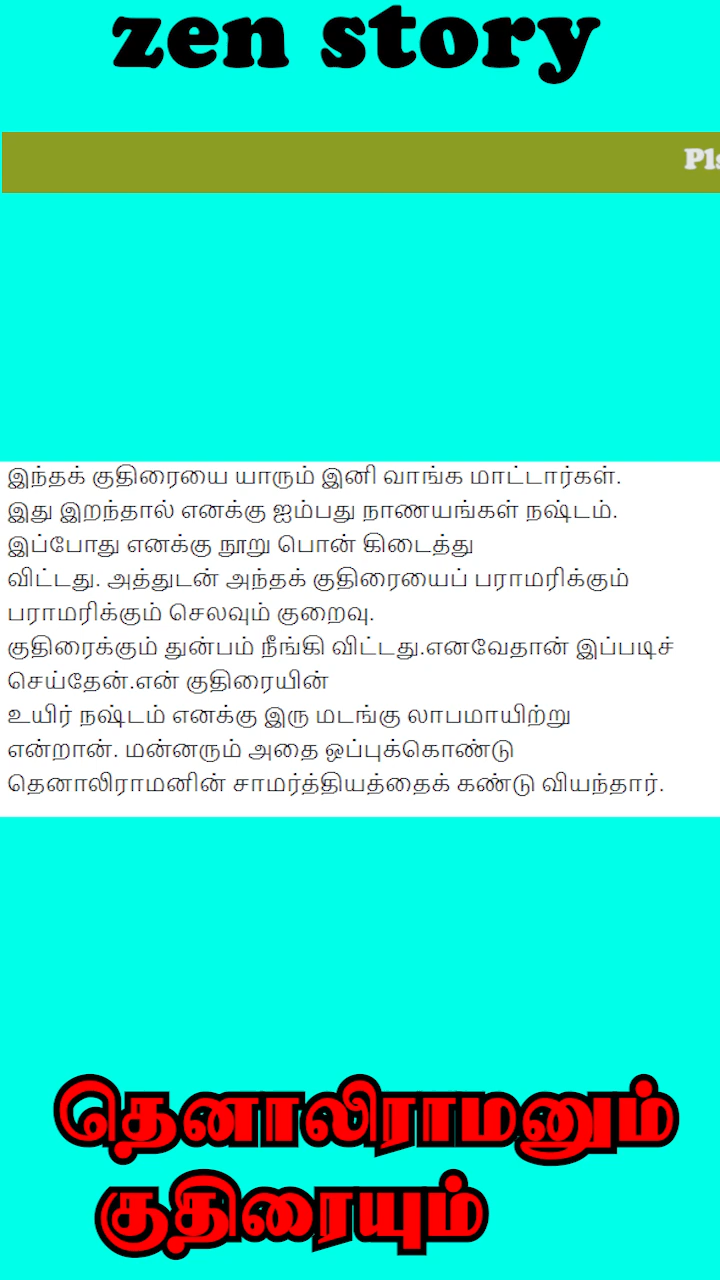 zen story
Pls
இந்தக் குதிரையை யாரும் இனி வாங்க மாட்டார்கள்.
இது இறந்தால் எனக்கு ஐம்பது நாணயங்கள் நஷ்டம்.
இப்போது எனக்கு நூறு பொன் கிடைத்து
விட்டது. அத்துடன் அந்தக் குதிரையைப் பராமரிக்கும்
பராமரிக்கும் செலவும் குறைவு.
குதிரைக்கும் துன்பம் நீங்கி விட்டது.எனவேதான் இப்படிச்
செய்தேன்.என் குதிரையின்
உயிர் நஷ்டம் எனக்கு இரு மடங்கு லாபமாயிற்று
என்றான். மன்னரும் அதை ஒப்புக்கொண்டு
தெனாலிராமனின் சாமர்த்தியத்தைக் கண்டு வியந்தார்.
தெனாலிராமனும்
குதிரையும்